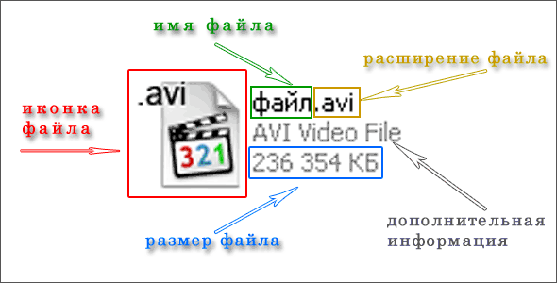 имя файла
расширение файла
.avi
файл.avi
иконка
файла
AVI Video File
321
236 354 КБ
дополнительная
информация
размер файла